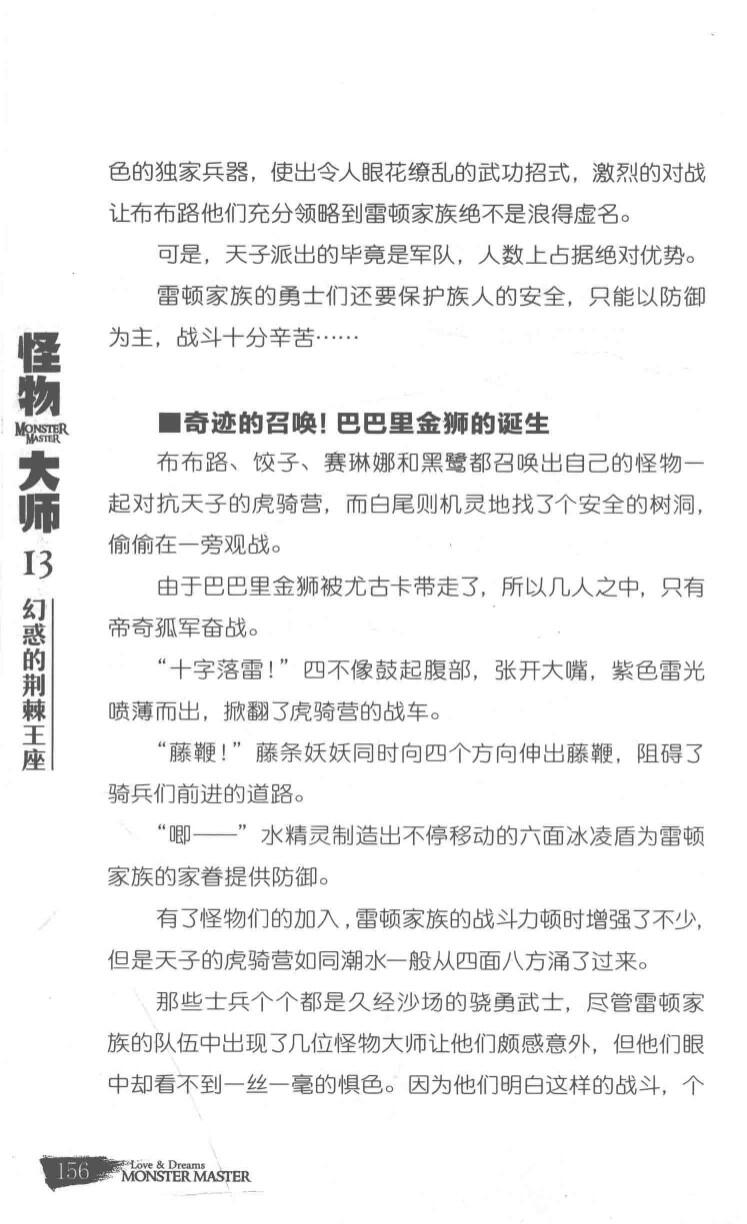 色的独家兵器，使出令人眼花缭乱的武功招式，激烈的对战
让布布路他们充分领略到雷顿家族绝不是浪得虚名。
可是，天子派出的毕竟是军队，人数上占据绝对优势。
雷顿家族的勇士们还要保护族人的安全，只能以防御
为主，战斗十分辛苦……
■奇迹的召唤！巴巴里金狮的诞生
布布路、饺子、赛琳娜和黑鹭都召唤出自己的怪物一
起对抗天子的虎骑营，而白尾则机灵地找了个安全的树洞，
偷偷在一旁观战。
由于巴巴里金狮被尤古卡带走了，所以几人之中，只有
帝奇孤军奋战。
“十字落雷！”四不像鼓起腹部，张开大嘴，紫色雷光
喷薄而出，掀翻了虎骑营的战车。
“藤鞭！”藤条妖妖同时向四个方向伸出藤鞭，阻碍了
骑兵们前进的道路。
“唧——”水精灵制造出不停移动的六面冰凌盾为雷顿
家族的家眷提供防御。
有了怪物们的加入，雷顿家族的战斗力顿时增强了不少，
但是天子的虎骑营如同潮水一般从四面八方涌了过来。
那些士兵个个都是久经沙场的骁勇武士，尽管雷顿家
族的队伍中出现了几位怪物大师让他们颇感意外，但他们眼
中却看不到一丝一毫的惧色。因为他们明白这样的战斗，个
怪物
MONSTER
MASTER
大师
13
幻惑的荆棘王座
156
Love & Dreams
MONSTER MASTER